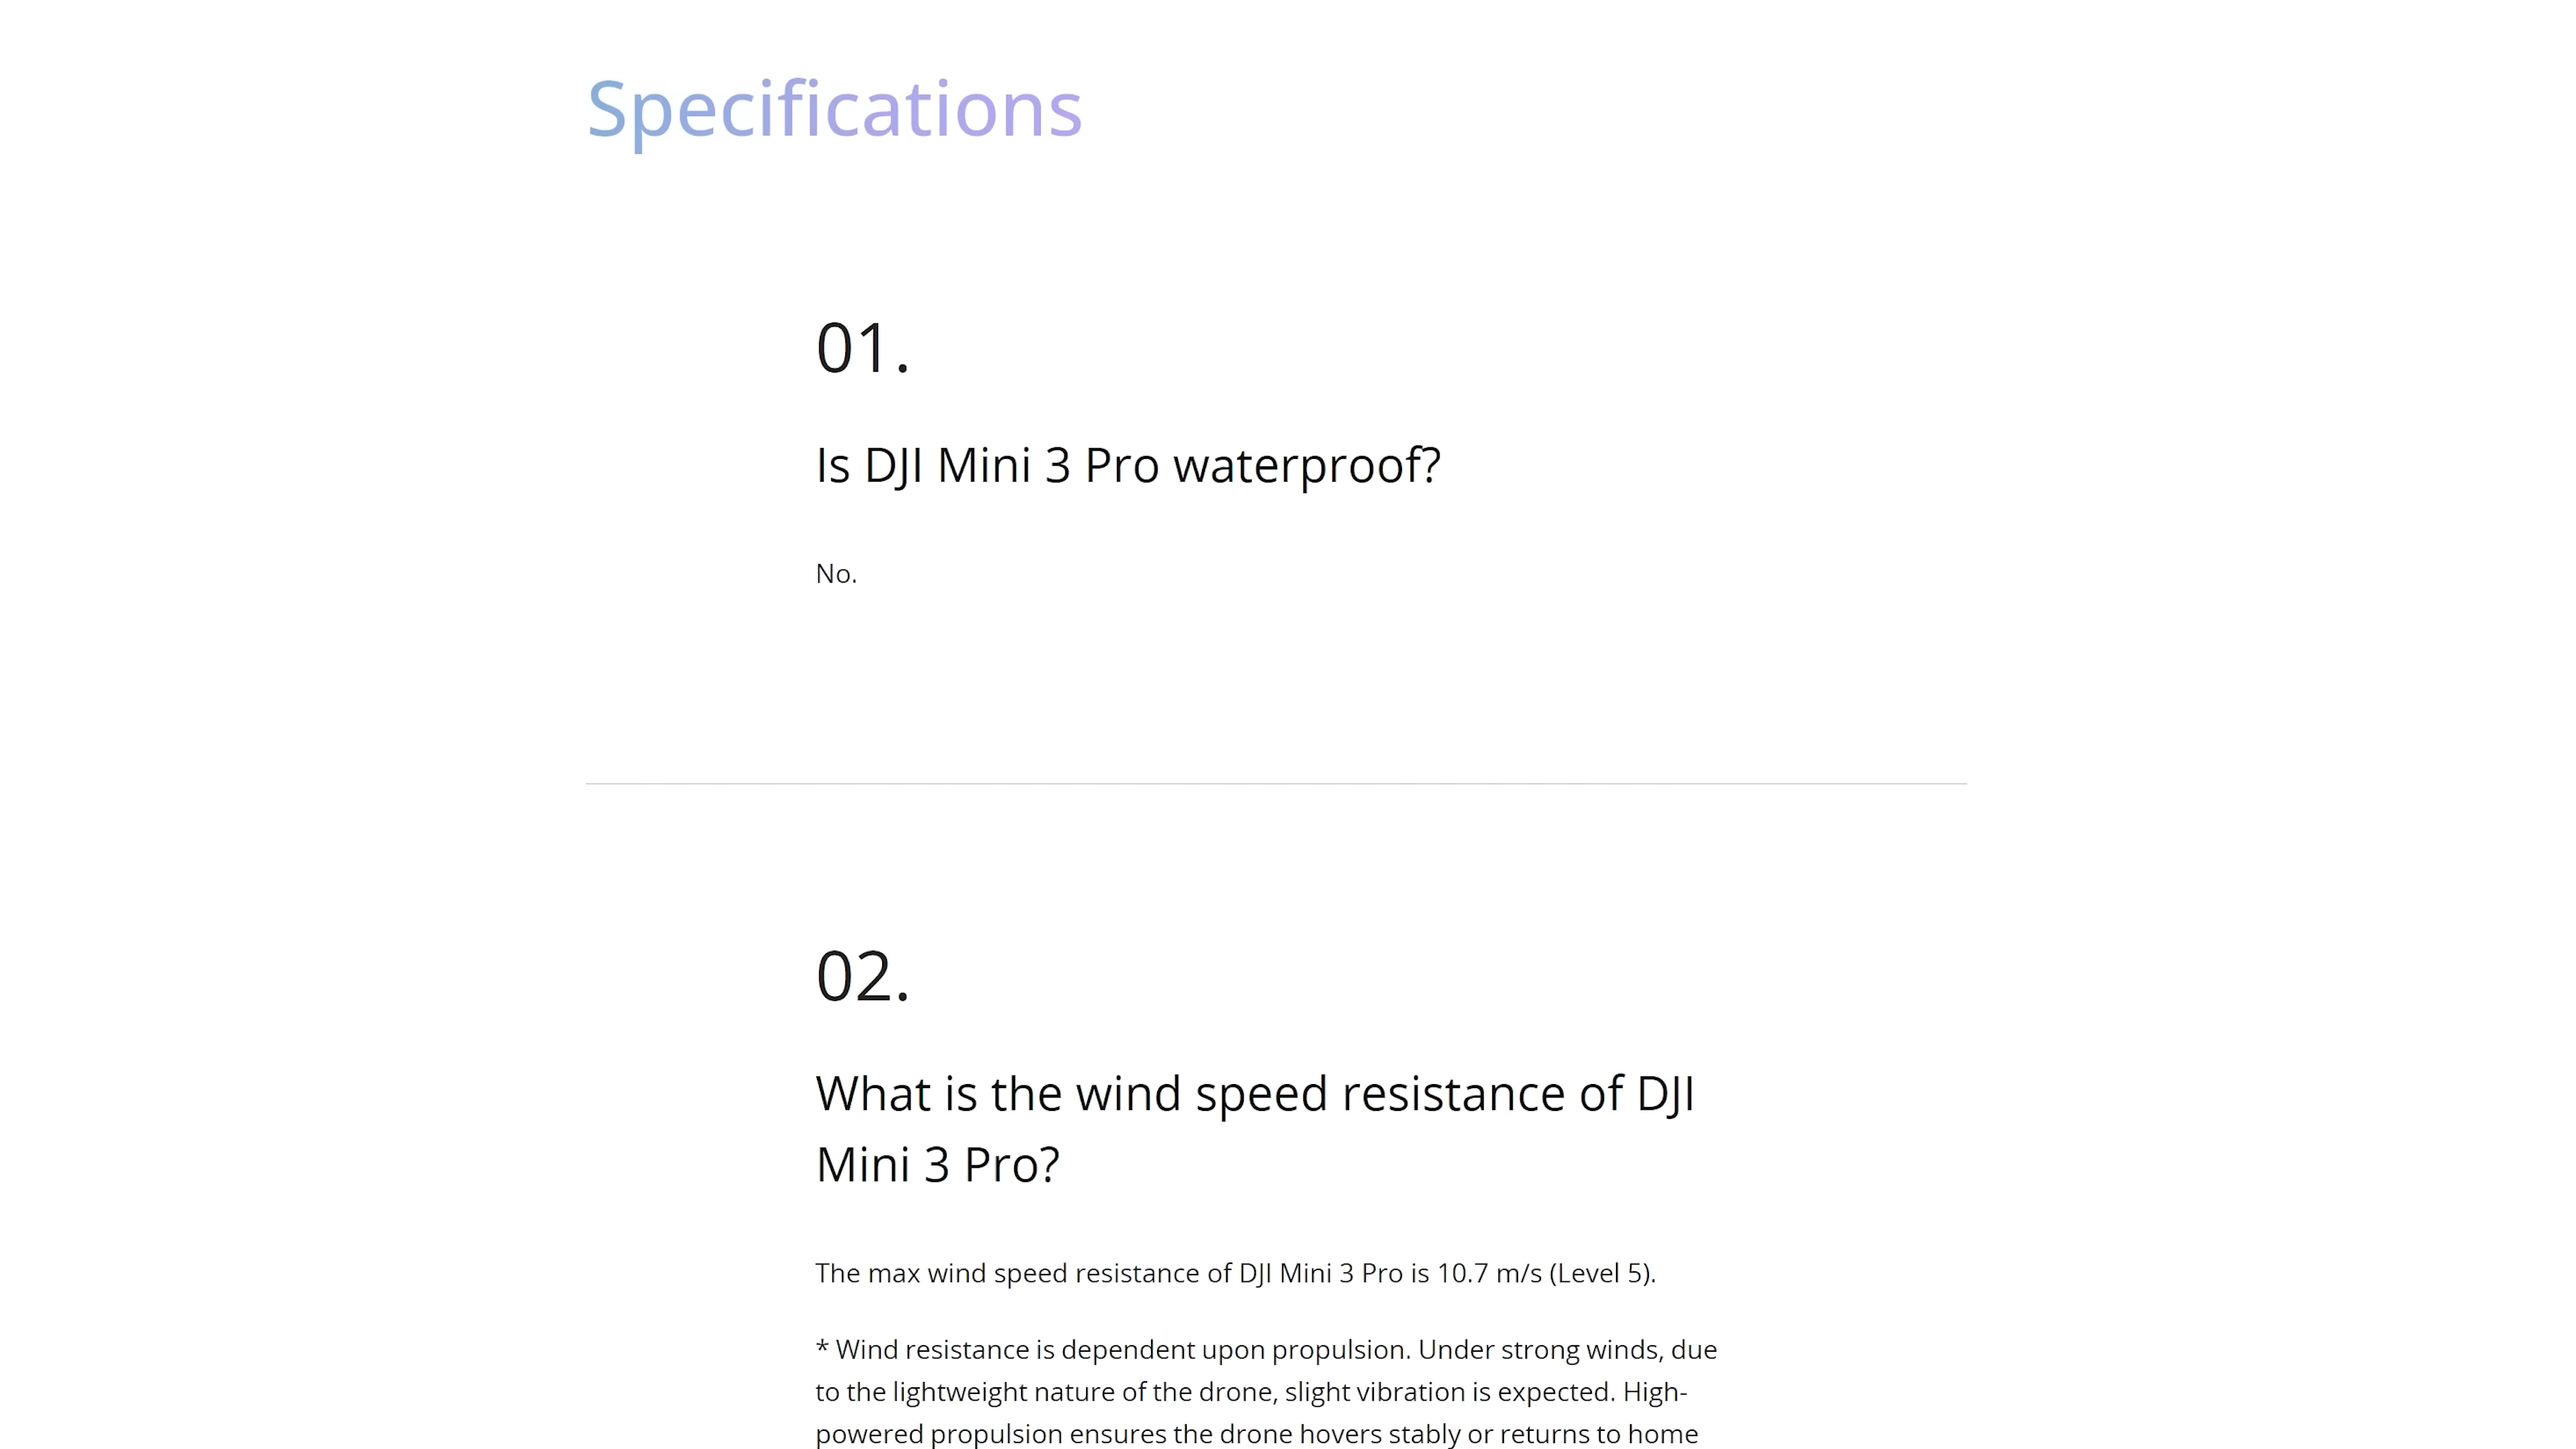 Specifications
01.
Is DJI Mini 3 Pro waterproof?
No.
02.
What is the wind speed resistance of DJI
Mini 3 Pro?
The max wind speed resistance of DJI Mini 3 Pro is 10.7 m/s (Level 5).
* Wind resistance is dependent upon propulsion. Under strong winds, due
to the lightweight nature of the drone, slight vibration is expected. High-
powered propulsion ensures the drone hovers stably or returns to home